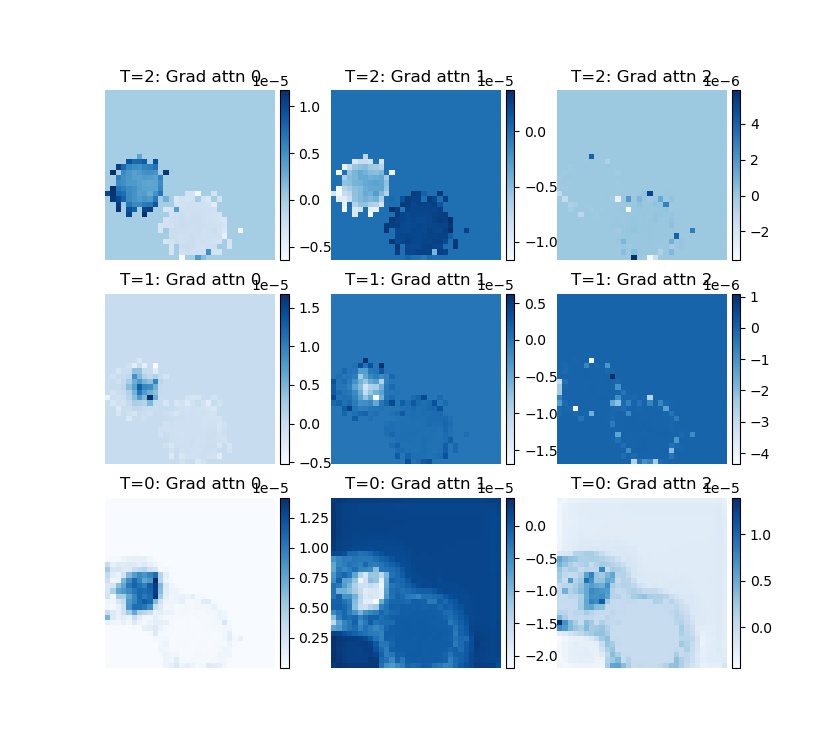 T=2: Grad attn 0
1e−5
1.0
0.5
0.0
−0.5
T=2: Grad attn 1
1e−5
0.0
−0.5
−1.0
T=2: Grad attn 2
1e−6
4
2
0
−2
T=1: Grad attn 0
1e−5
1.5
1.0
0.5
0.0
−0.5
T=1: Grad attn 1
1e−5
0.5
0.0
−0.5
−1.0
−1.5
T=1: Grad attn 2
1e−6
1
0
−1
−2
−3
−4
T=0: Grad attn 0
1e−5
1.25
1.00
0.75
0.50
0.25
T=0: Grad attn 1
1e−5
0.0
−0.5
−1.0
−1.5
−2.0
T=0: Grad attn 2
1e−5
1.0
0.5
0.0